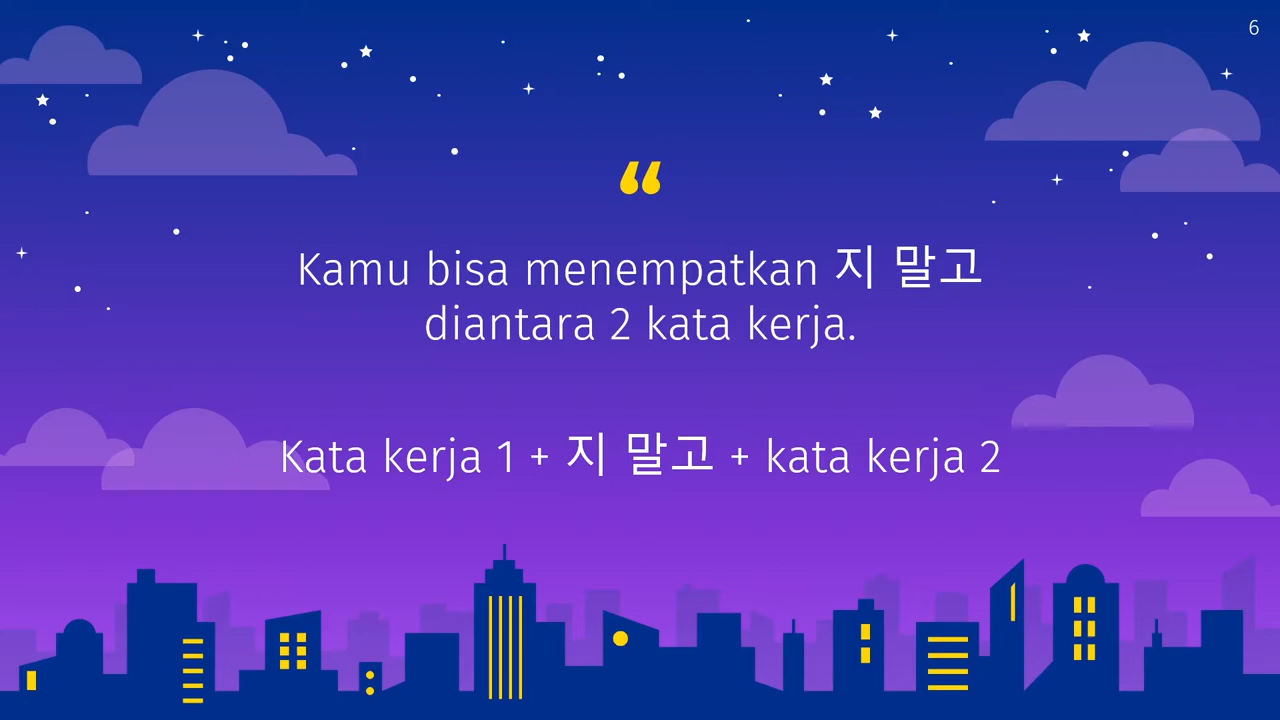 6
“
Kamu bisa menempatkan 지 말고
diantara 2 kata kerja.
Kata kerja 1 + 지 말고 + kata kerja 2